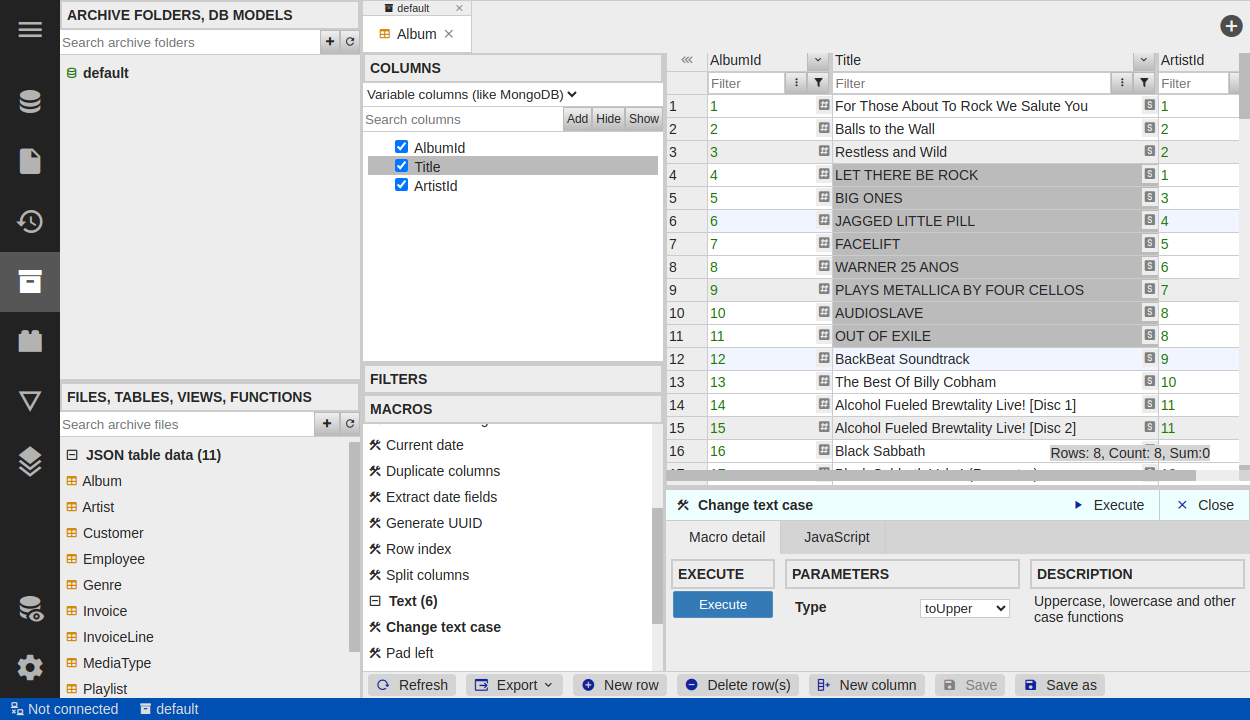 ARCHIVE FOLDERS, DB MODELS
Search archive folders
default
FILES, TABLES, VIEWS, FUNCTIONS
Search archive files
JSON table data (11)
Album
Artist
Customer
Employee
Genre
Invoice
InvoiceLine
MediaType
Playlist
default
Album
COLUMNS
Variable columns (like MongoDB)
Search columns
Add Hide Show
AlbumId
Title
ArtistId
FILTERS
MACROS
Current date
Duplicate columns
Extract date fields
Generate UUID
Row index
Split columns
Text (6)
Change text case
Pad left
AlbumId Title ArtistId
Filter Filter Filter
1 1 For Those About To Rock We Salute You 1
2 2 Balls to the Wall 2
3 3 Restless and Wild 2
4 4 LET THERE BE ROCK 1
5 5 BIG ONES 3
6 6 JAGGED LITTLE PILL 4
7 7 FACELIFT 5
8 8 WARNER 25 ANOS 6
9 9 PLAYS METALLICA BY FOUR CELLOS 7
10 10 AUDIOSLAVE 8
11 11 OUT OF EXILE 8
12 12 BackBeat Soundtrack 9
13 13 The Best Of Billy Cobham 10
14 14 Alcohol Fueled Brewtality Live! [Disc 1] 11
15 15 Alcohol Fueled Brewtality Live! [Disc 2] 11
16 16 Black Sabbath
Rows: 8, Count: 8, Sum:0
Change text case Execute Close
Macro detail JavaScript
EXECUTE PARAMETERS DESCRIPTION
Execute
Type toUpper
Uppercase, lowercase and other
case functions
Refresh Export New row Delete row(s) New column Save Save as
Not connected default